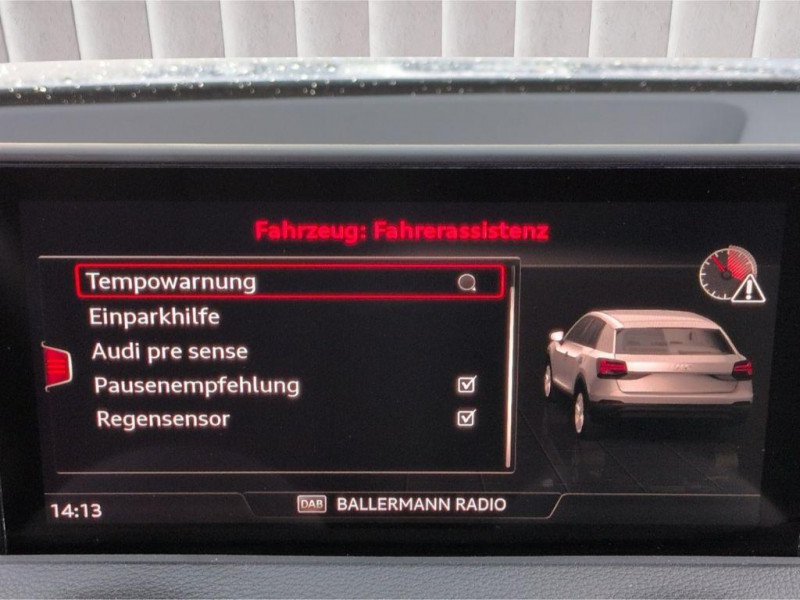 Fahrzeug: Fahrerassistenz
Tempowarnung
Einparkhilfe
Audi pre sense
Pausenempfehlung
Regensensor
14:13
DAB BALLERMANN RADIO